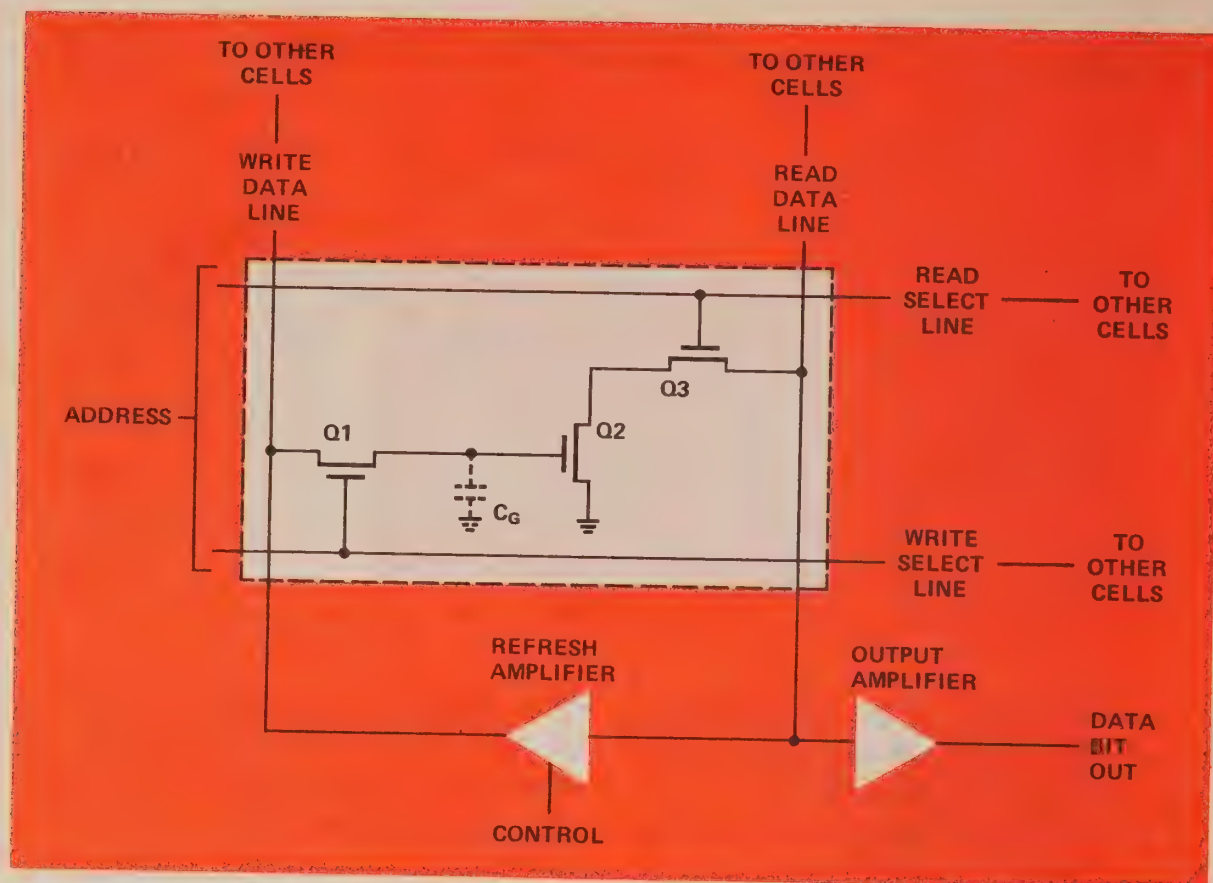 TO OTHER
CELLS
TO OTHER
CELLS
WRITE
DATA
LINE
READ
DATA
LINE
READ
SELECT
LINE
TO
OTHER
CELLS
ADDRESS
Q1
Q2
Q3
CG
WRITE
SELECT
LINE
TO
OTHER
CELLS
REFRESH
AMPLIFIER
OUTPUT
AMPLIFIER
DATA
BIT
OUT
CONTROL